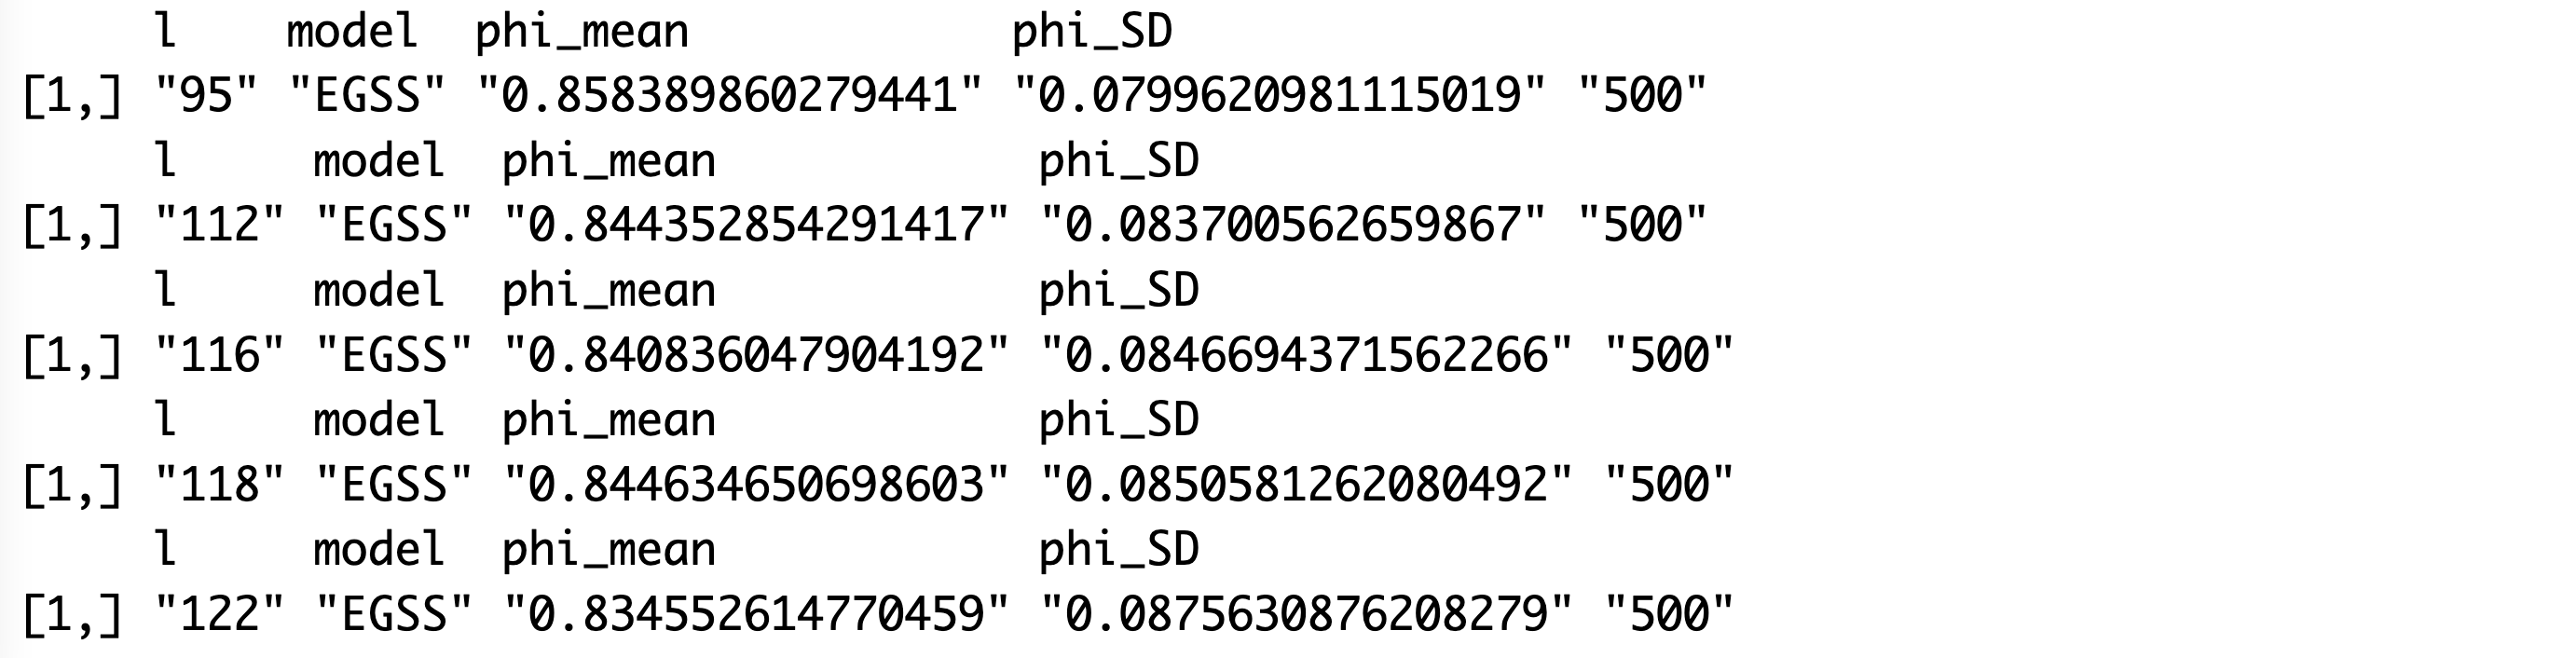 l    model  phi_mean            phi_SD
[1,] "95" "EGSS" "0.858389860279441" "0.0799620981115019" "500"
l     model  phi_mean            phi_SD
[1,] "112" "EGSS" "0.844352854291417" "0.083700562659867" "500"
l     model  phi_mean            phi_SD
[1,] "116" "EGSS" "0.840836047904192" "0.0846694371562266" "500"
l     model  phi_mean            phi_SD
[1,] "118" "EGSS" "0.844634650698603" "0.0850581262080492" "500"
l     model  phi_mean            phi_SD
[1,] "122" "EGSS" "0.834552614770459" "0.0875630876208279" "500"